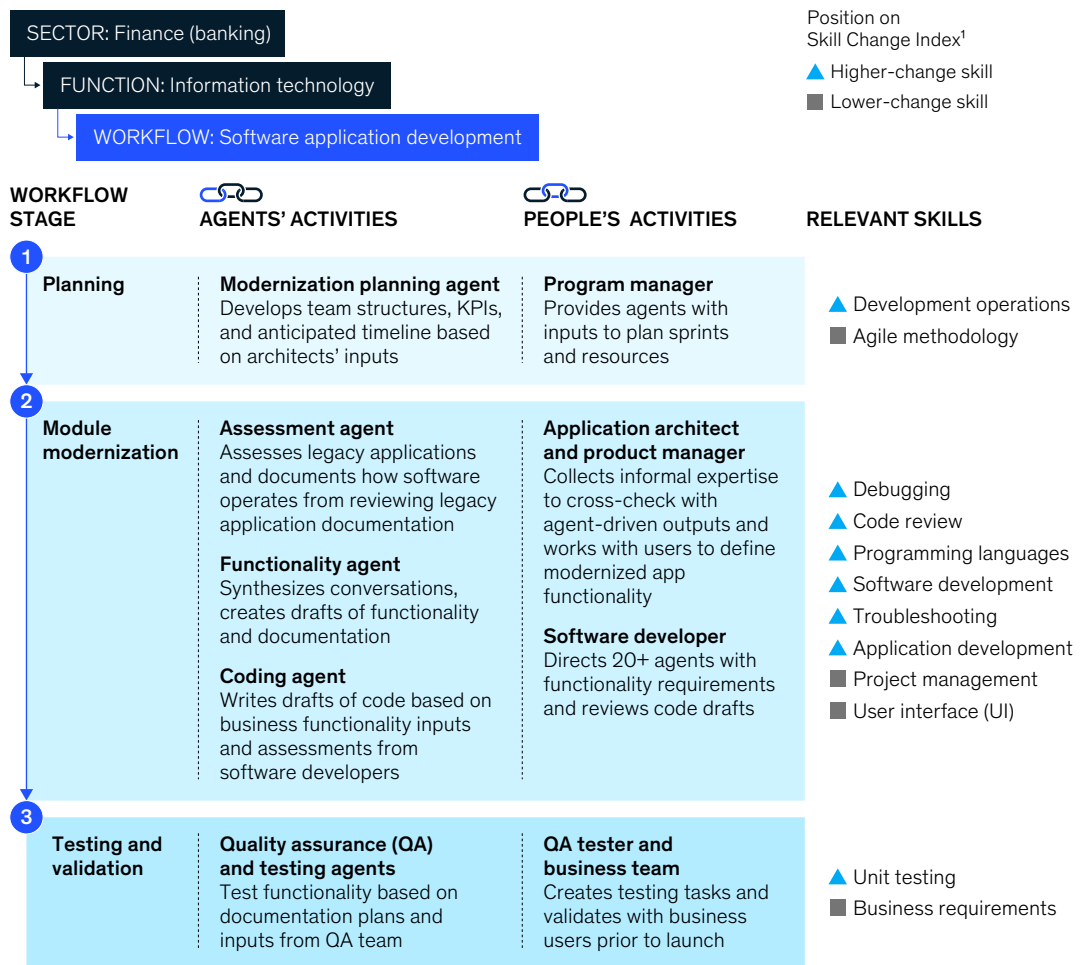 SECTOR: Finance (banking)
FUNCTION: Information technology
WORKFLOW: Software application development
Position on
Skill Change Index¹
Higher-change skill
Lower-change skill
WORKFLOW
STAGE
AGENTS’ ACTIVITIES
PEOPLE’S ACTIVITIES
RELEVANT SKILLS
1
Planning
Modernization planning agent
Develops team structures, KPIs,
and anticipated timeline based
on architects’ inputs
Program manager
Provides agents with
inputs to plan sprints
and resources
Development operations
Agile methodology
2
Module
modernization
Assessment agent
Assesses legacy applications
and documents how software
operates from reviewing legacy
application documentation
Functionality agent
Synthesizes conversations,
creates drafts of functionality
and documentation
Coding agent
Writes drafts of code based on
business functionality inputs
and assessments from
software developers
Application architect
and product manager
Collects informal expertise
to cross-check with
agent-driven outputs and
works with users to define
modernized app
functionality
Software developer
Directs 20+ agents with
functionality requirements
and reviews code drafts
Debugging
Code review
Programming languages
Software development
Troubleshooting
Application development
Project management
User interface (UI)
3
Testing and
validation
Quality assurance (QA)
and testing agents
Test functionality based on
documentation plans and
inputs from QA team
QA tester and
business team
Creates testing tasks and
validates with business
users prior to launch
Unit testing
Business requirements